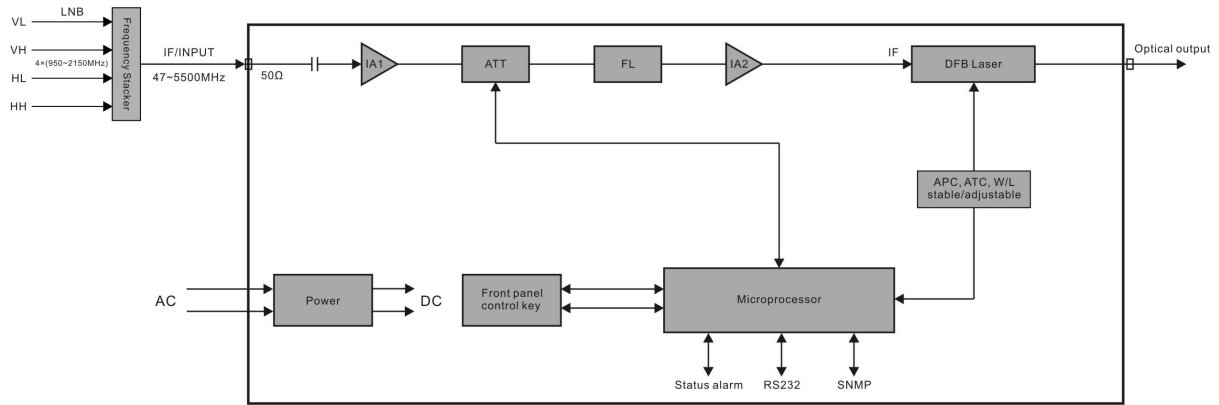 LNB
VL
VH
4×(950~2150MHz)
HL
HH
Frequency Stacker
IF/INPUT
47~5500MHz
50Ω
IA1
ATT
FL
IA2
IF
DFB Laser
Optical output
APC, ATC, W/L
stable/adjustable
AC
Power
DC
Front panel
control key
Microprocessor
Status alarm
RS232
SNMP